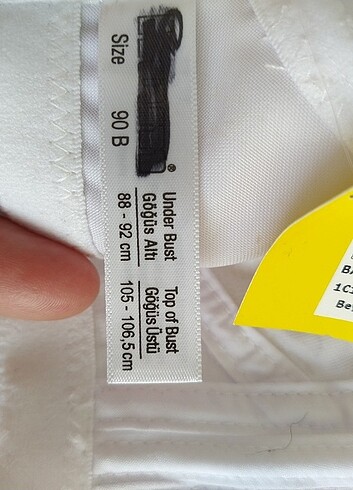 ®
Size 90 B
Under Bust Top of Bust
Göğüs Altı Göğüs Üstü
88 - 92 cm 105 - 106,5 cm